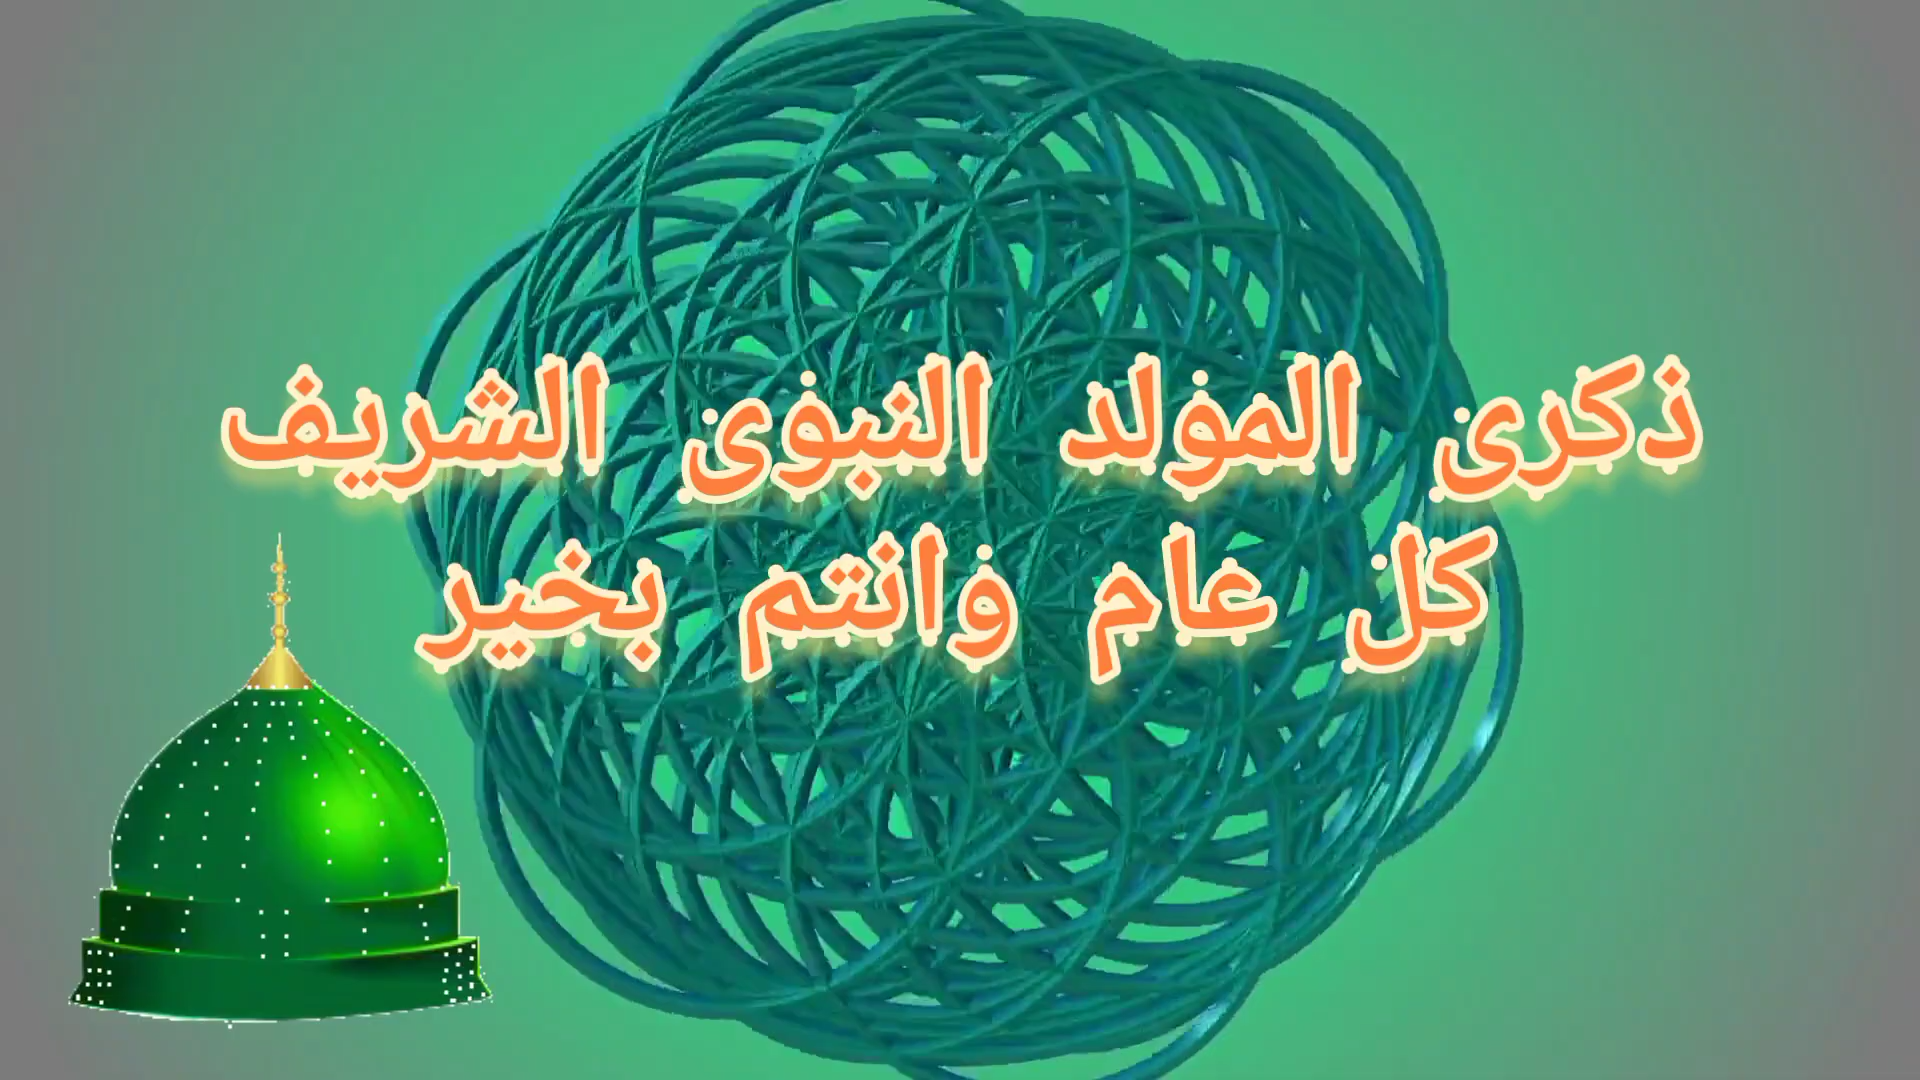 ذكرى المولد النبوى الشريف
كل عام وانتم بخير